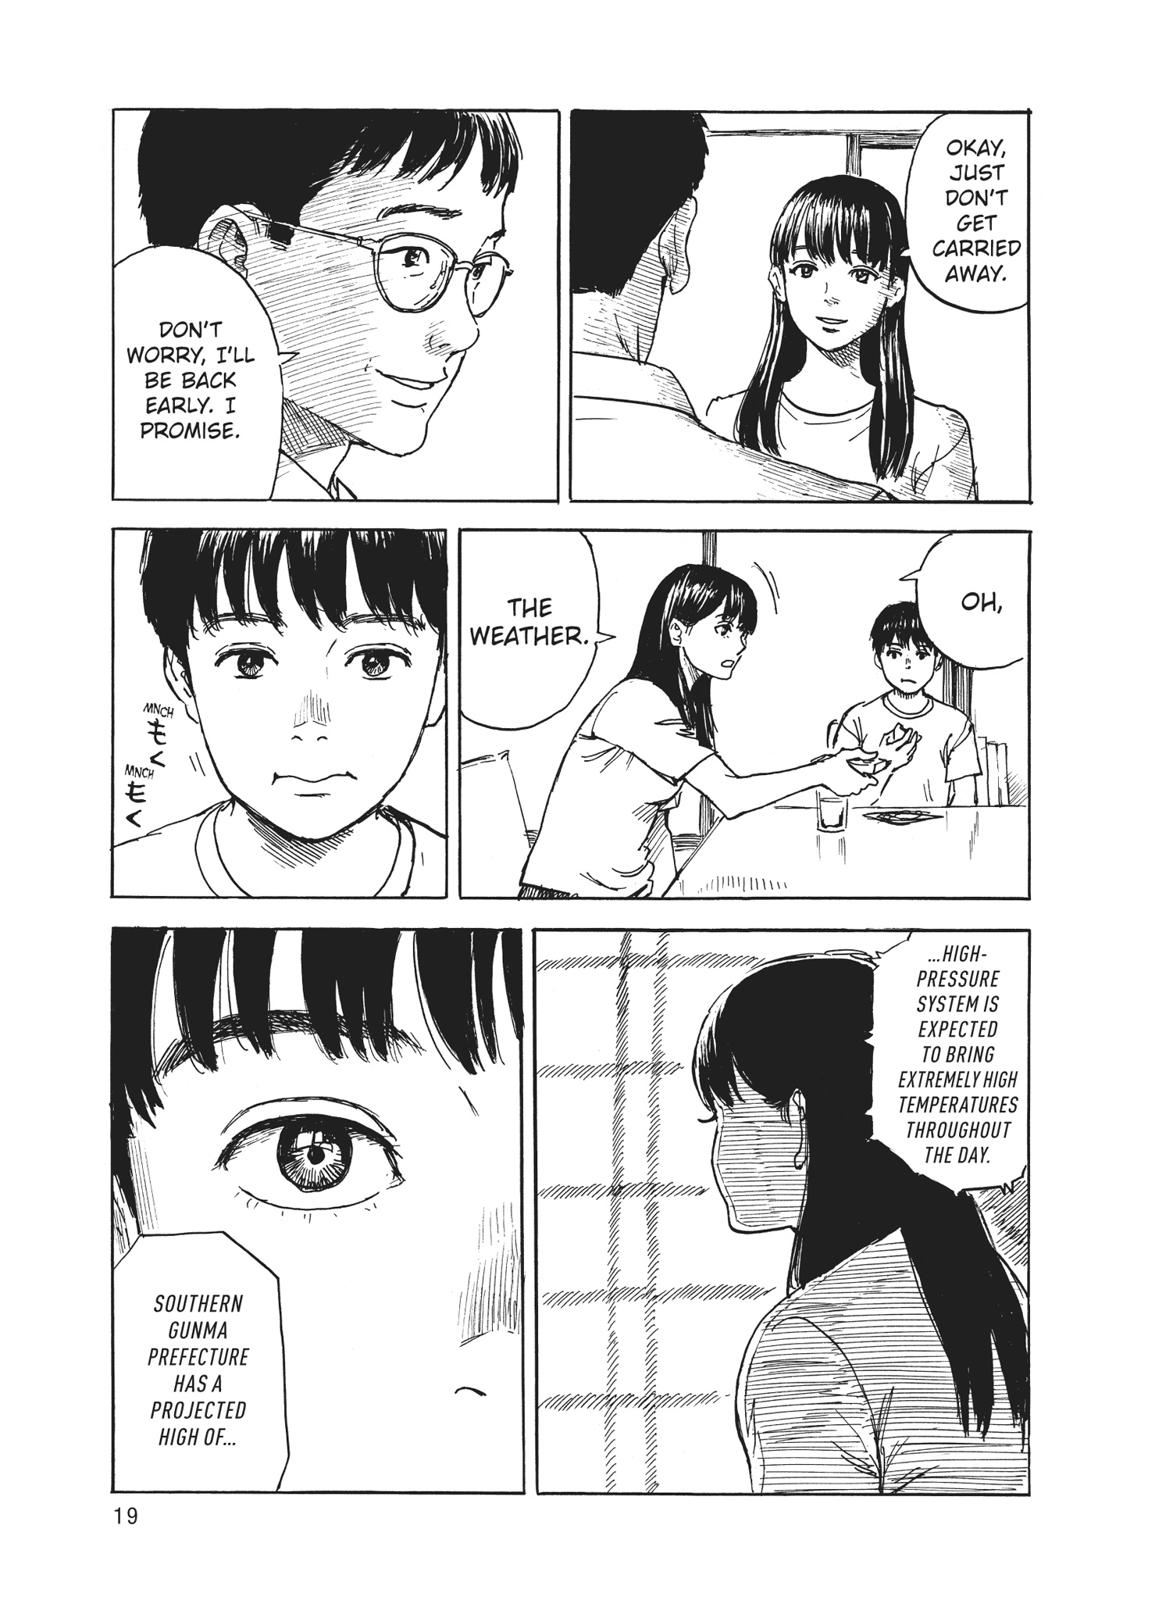 OKAY,
JUST
DON'T
GET
CARRIED
AWAY.
DON'T
WORRY, I'LL
BE BACK
EARLY. I
PROMISE.
OH,
THE
WEATHER.
MNCH
もく
MNCH
もく
...HIGH-
PRESSURE
SYSTEM IS
EXPECTED
TO BRING
EXTREMELY HIGH
TEMPERATURES
THROUGHOUT
THE DAY.
SOUTHERN
GUNMA
PREFECTURE
HAS A
PROJECTED
HIGH OF...
19